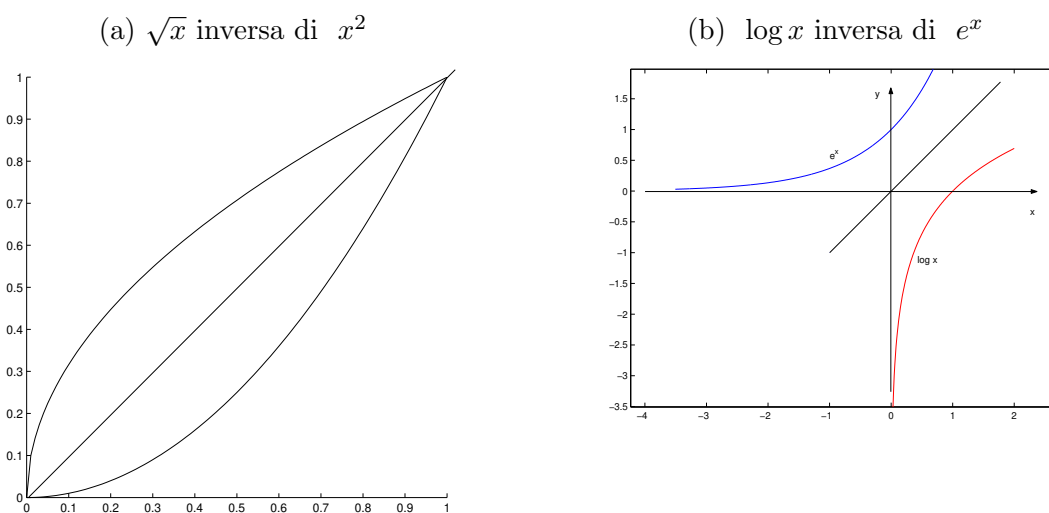 (a) √x inversa di x²
(b) log x inversa di eˣ
1
0.9
0.8
0.7
0.6
0.5
0.4
0.3
0.2
0.1
0
0 0.1 0.2 0.3 0.4 0.5 0.6 0.7 0.8 0.9 1
1.5
1
0.5
0
−0.5
−1
−1.5
−2
−2.5
−3
−3.5
−4 −3 −2 −1 0 1 2
y
eˣ
x
log x